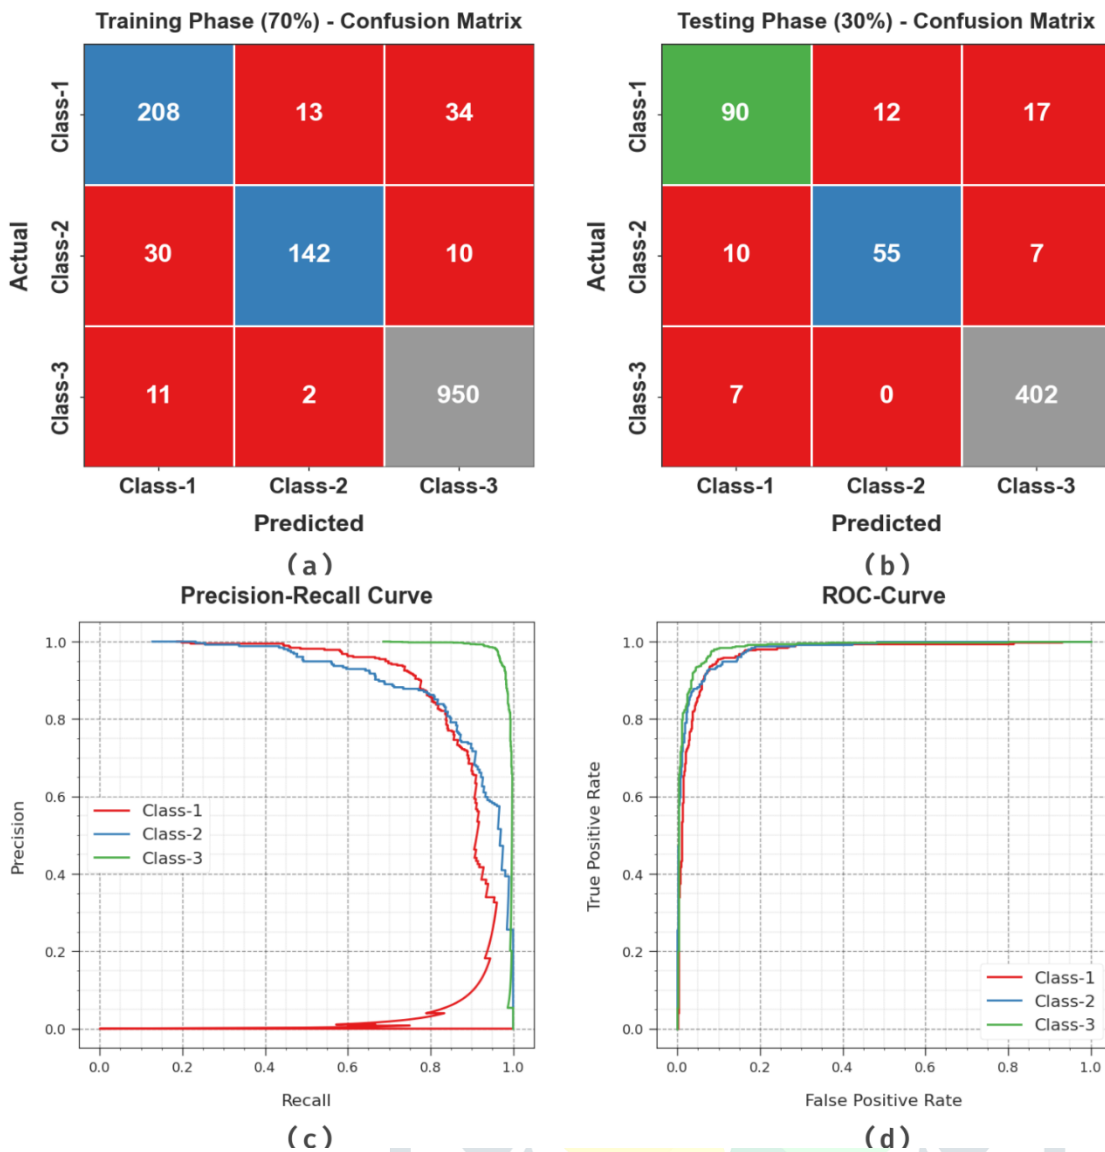 Training Phase (70%) - Confusion Matrix
Actual
Class-1
208 13 34
Class-2
30 142 10
Class-3
11 2 950
Class-1 Class-2 Class-3
Predicted
(a)
Testing Phase (30%) - Confusion Matrix
Actual
Class-1
90 12 17
Class-2
10 55 7
Class-3
7 0 402
Class-1 Class-2 Class-3
Predicted
(b)
Precision-Recall Curve
Precision
1.0
0.8
0.6
0.4
0.2
0.0
Class-1
Class-2
Class-3
0.0 0.2 0.4 0.6 0.8 1.0
Recall
(c)
ROC-Curve
True Positive Rate
1.0
0.8
0.6
0.4
0.2
0.0
Class-1
Class-2
Class-3
0.0 0.2 0.4 0.6 0.8 1.0
False Positive Rate
(d)